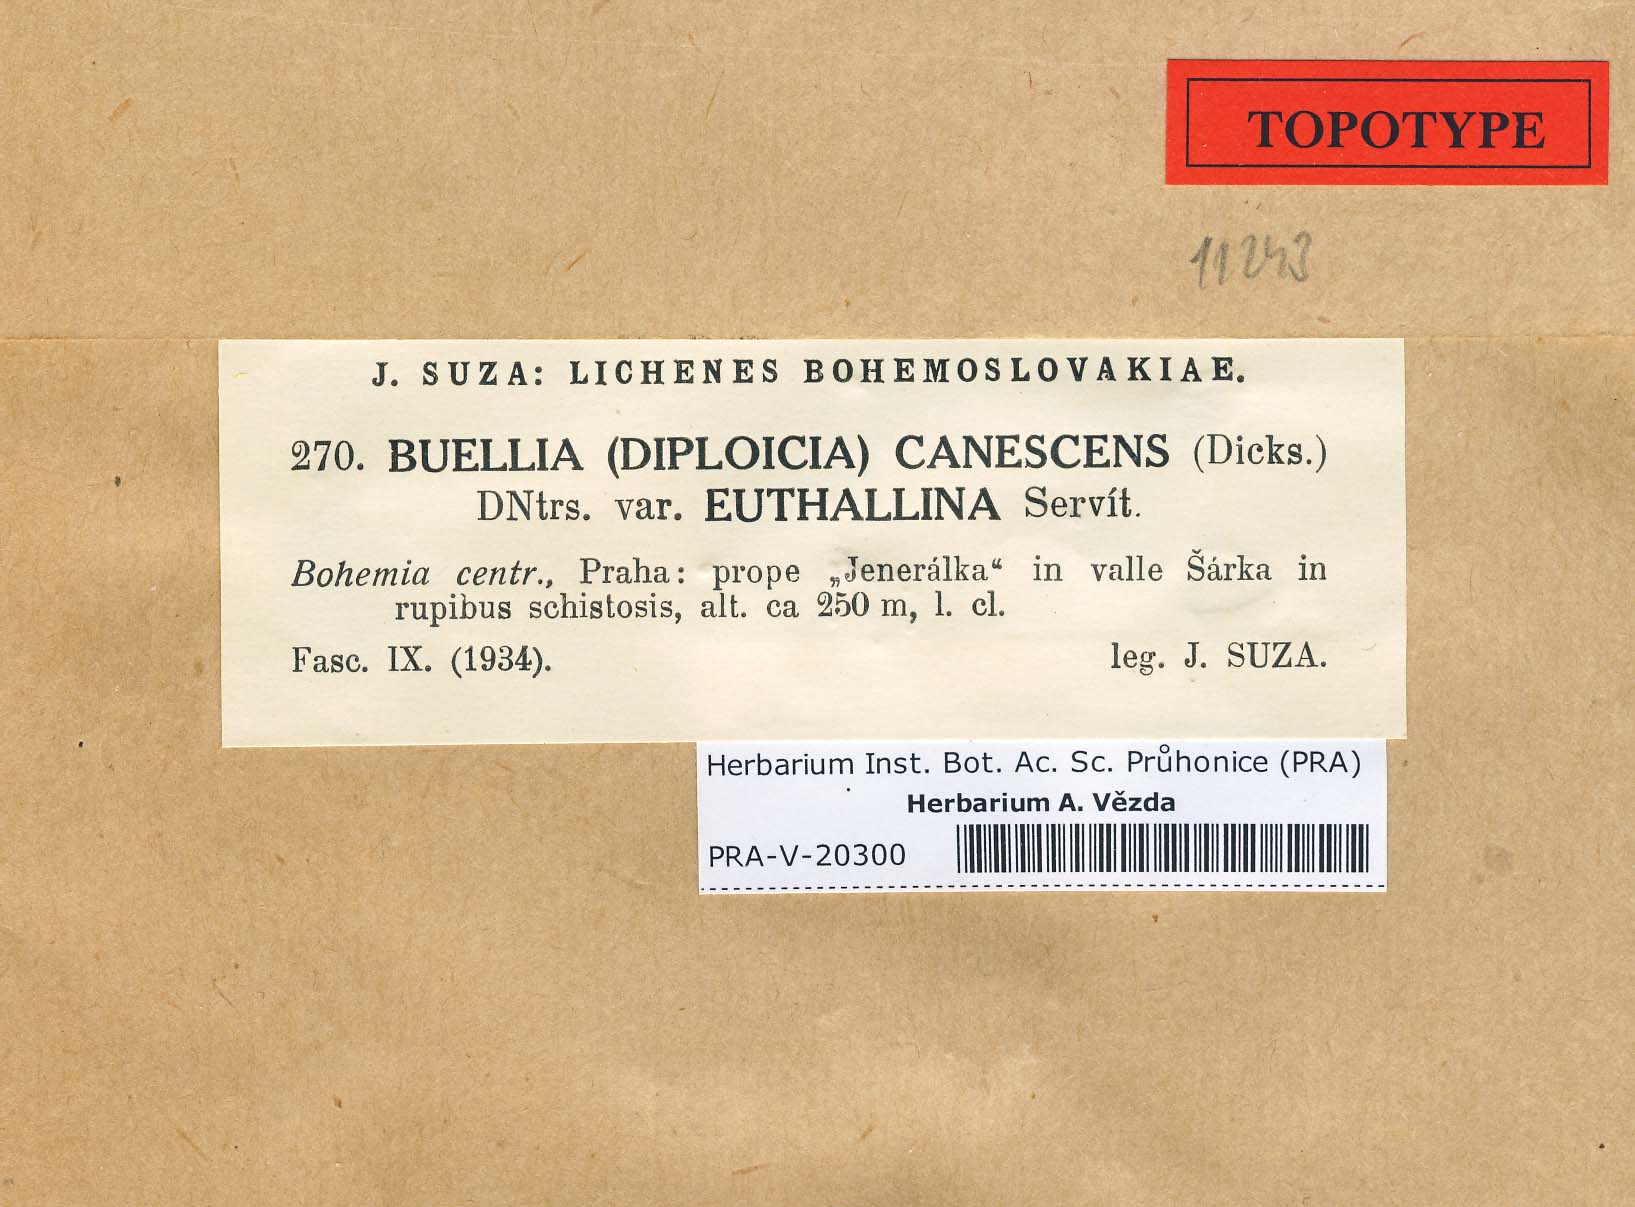 TOPOTYPE
11243
J. SUZA: LICHENES BOHEMOSLOVAKIAE.
270. BUELLIA (DIPLOICIA) CANESCENS (Dicks.)
DNtrs. var. EUTHALLINA Servít.
Bohemia centr., Praha: prope „Jenerálka“ in valle Šárka in
rupibus schistosis, alt. ca 250 m, l. cl.
Fasc. IX. (1934). leg. J. SUZA.
Herbarium Inst. Bot. Ac. Sc. Průhonice (PRA)
Herbarium A. Vězda
PRA-V-20300